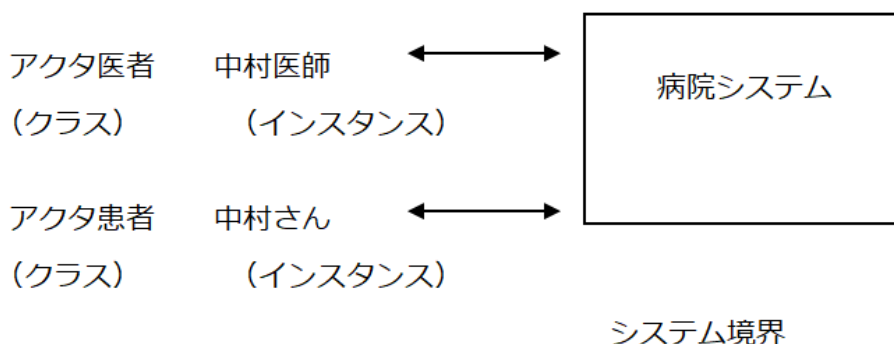 アクタ医者 中村医師
（クラス） （インスタンス）
病院システム
アクタ患者 中村さん
（クラス） （インスタンス）
システム境界